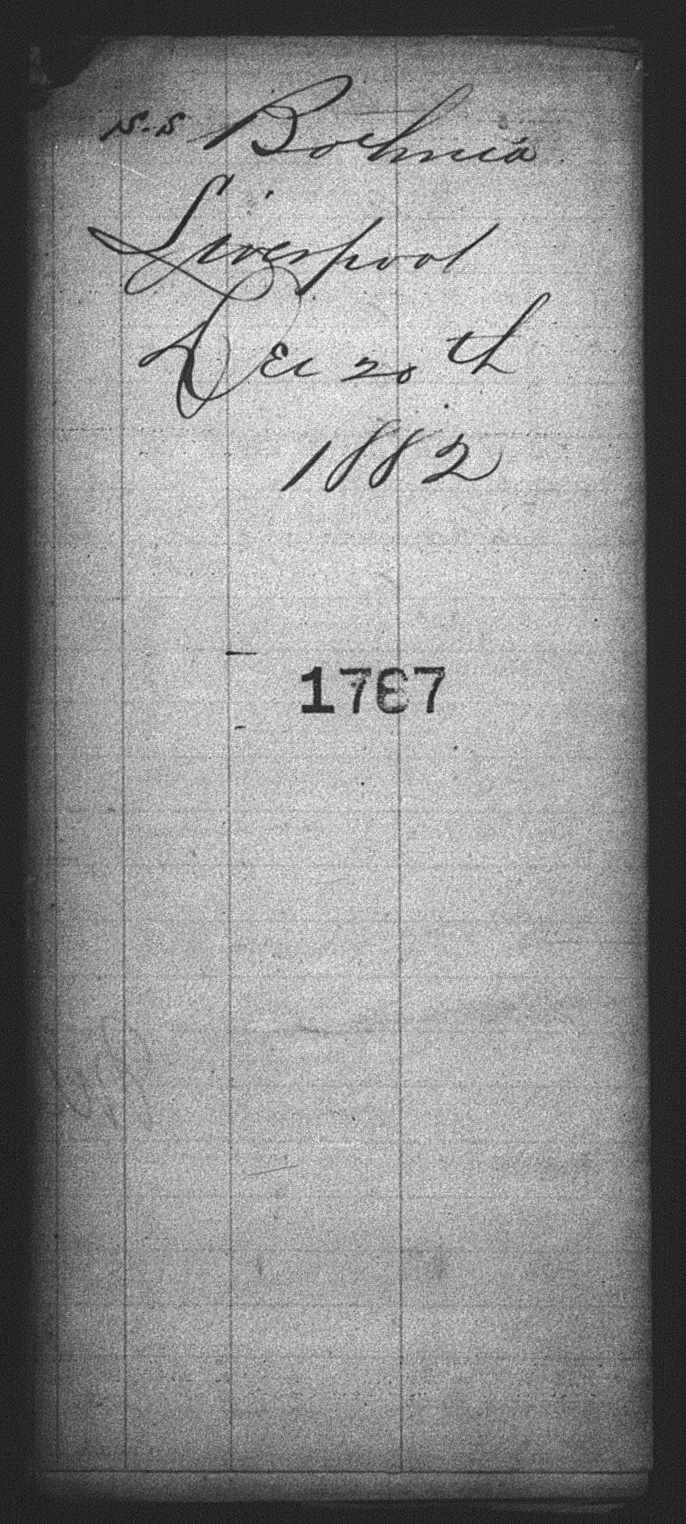 S.S Bothnia
Liverpool
Dec 20th
1882
1767